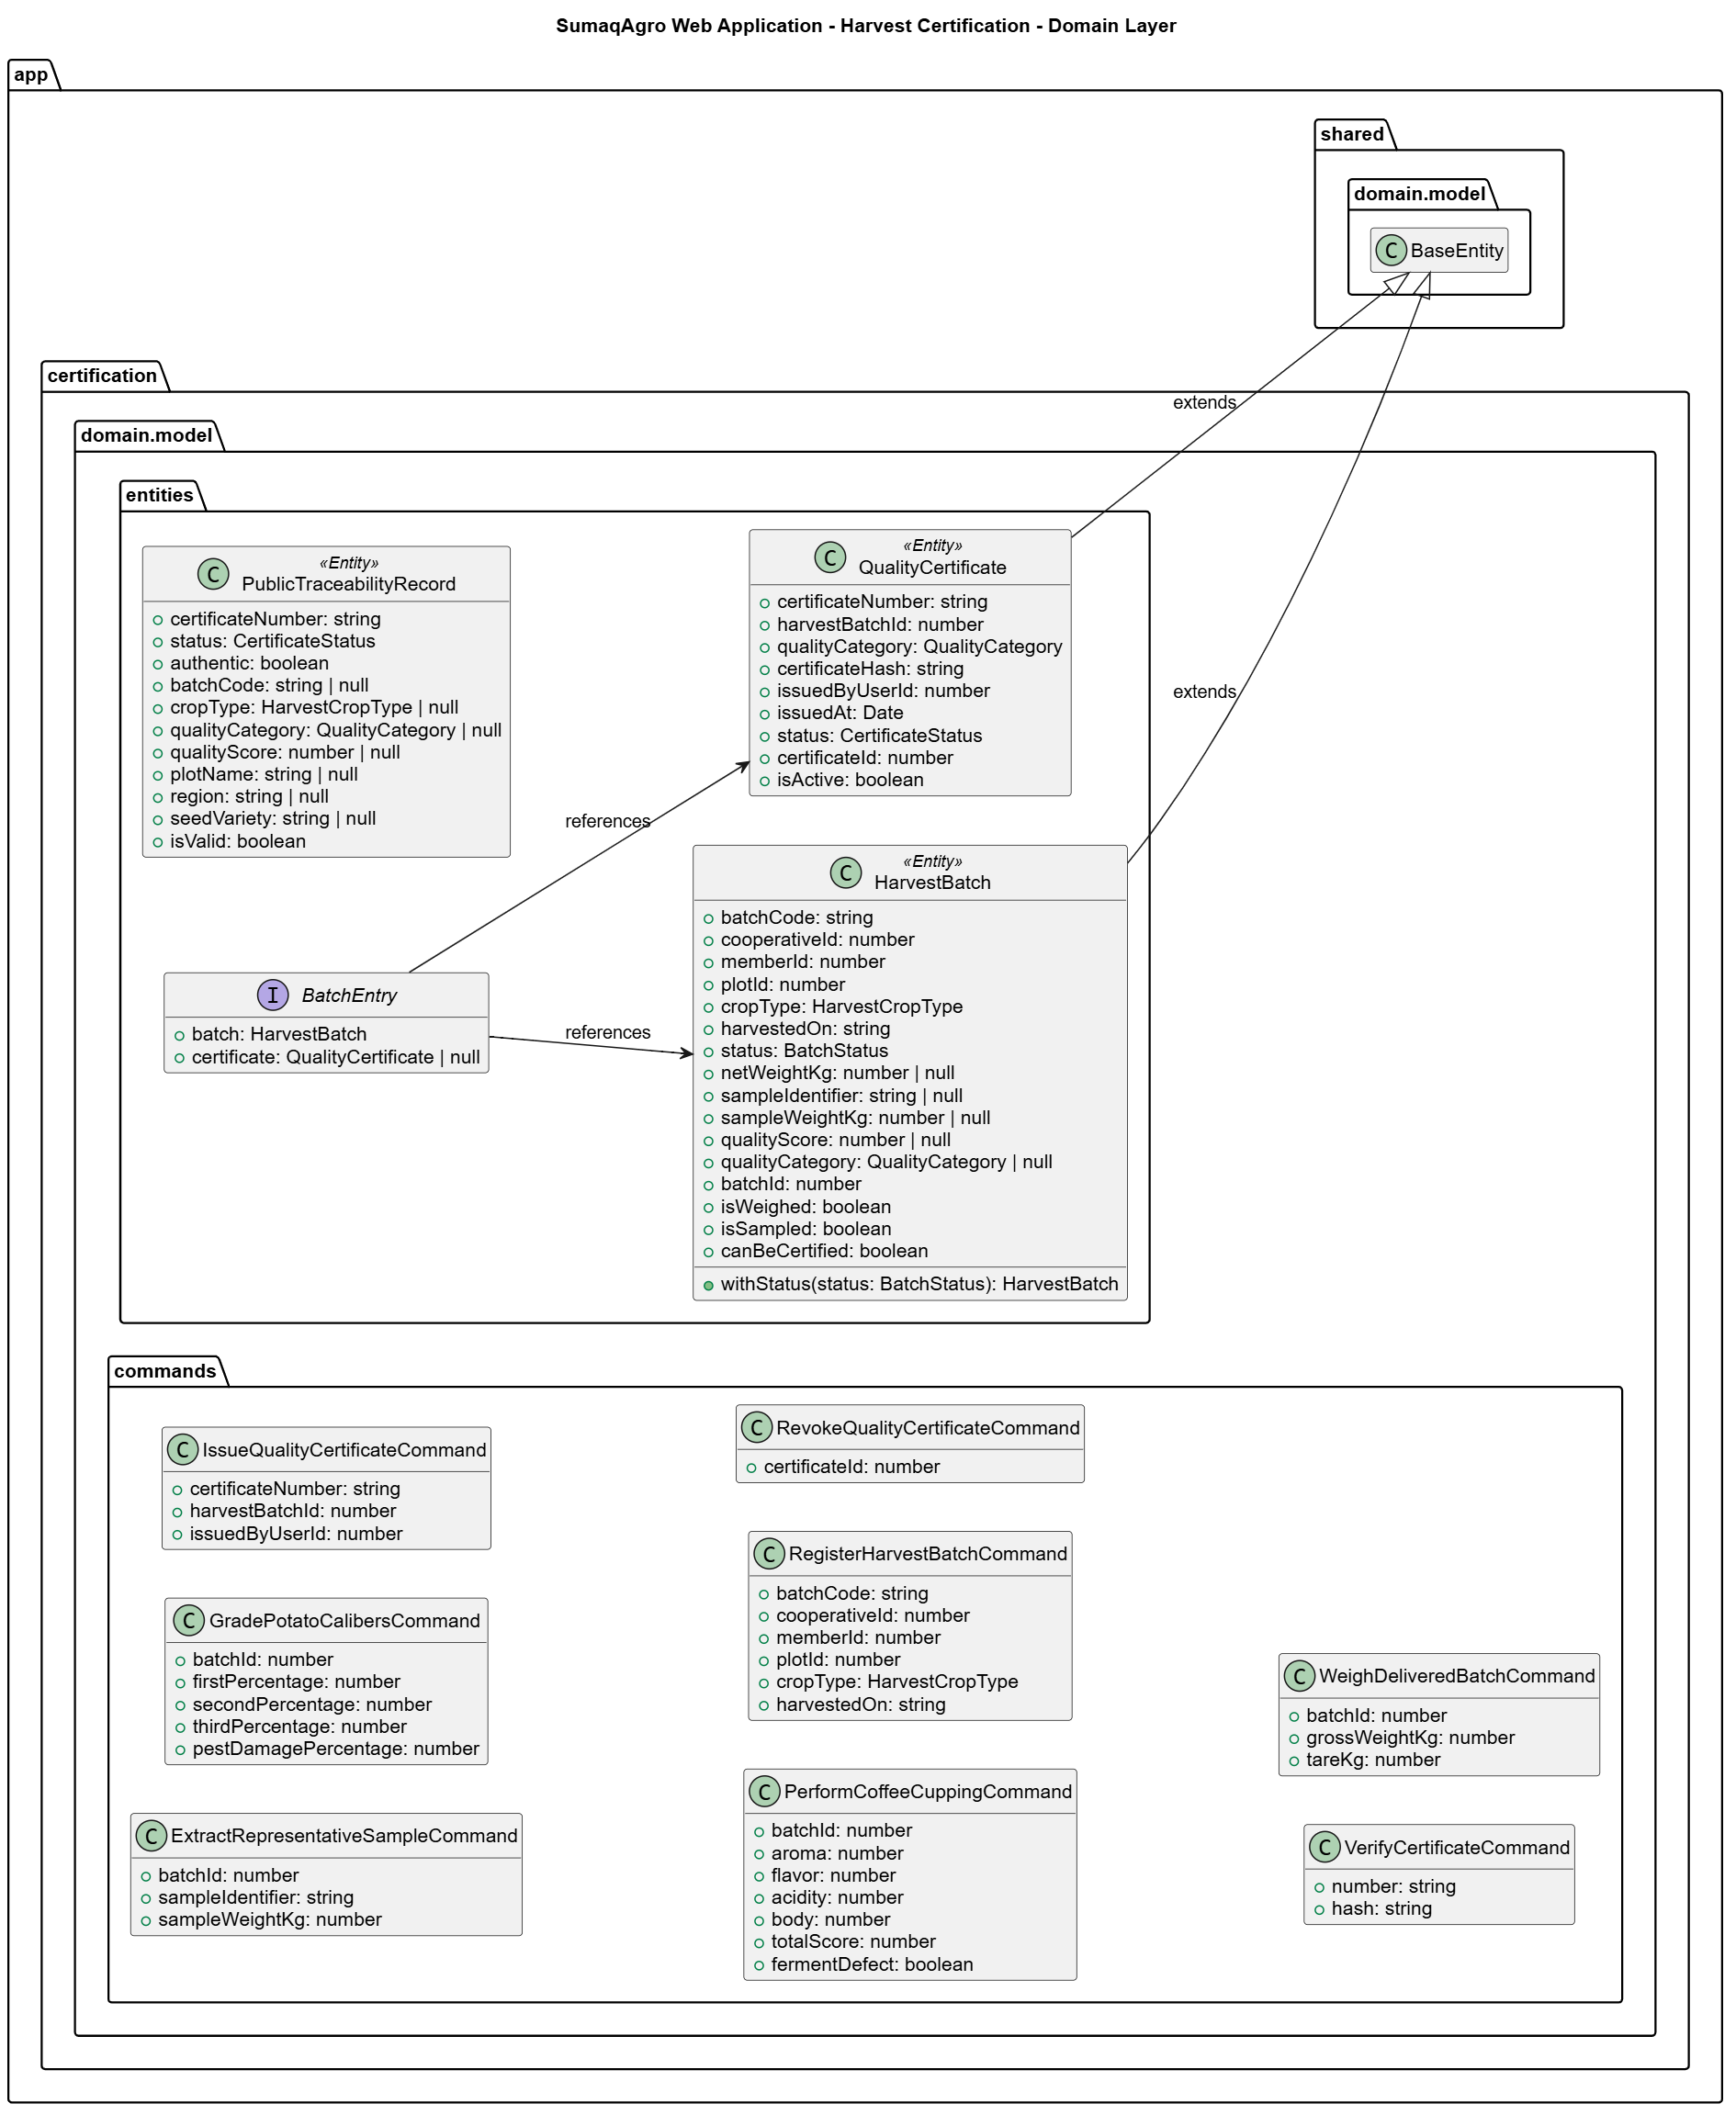 SumaqAgro Web Application - Harvest Certification - Domain Layer
app
shared
domain.model
C BaseEntity
certification
domain.model
extends
extends
entities
«Entity»
C PublicTraceabilityRecord
certificateNumber: string
status: CertificateStatus
authentic: boolean
batchCode: string | null
cropType: HarvestCropType | null
qualityCategory: QualityCategory | null
qualityScore: number | null
plotName: string | null
region: string | null
seedVariety: string | null
isValid: boolean
«Entity»
C QualityCertificate
certificateNumber: string
harvestBatchId: number
qualityCategory: QualityCategory
certificateHash: string
issuedByUserId: number
issuedAt: Date
status: CertificateStatus
certificateId: number
isActive: boolean
references
references
I BatchEntry
batch: HarvestBatch
certificate: QualityCertificate | null
«Entity»
C HarvestBatch
batchCode: string
cooperativeId: number
memberId: number
plotId: number
cropType: HarvestCropType
harvestedOn: string
status: BatchStatus
netWeightKg: number | null
sampleIdentifier: string | null
sampleWeightKg: number | null
qualityScore: number | null
qualityCategory: QualityCategory | null
batchId: number
isWeighed: boolean
isSampled: boolean
canBeCertified: boolean
withStatus(status: BatchStatus): HarvestBatch
commands
C IssueQualityCertificateCommand
certificateNumber: string
harvestBatchId: number
issuedByUserId: number
C GradePotatoCalibersCommand
batchId: number
firstPercentage: number
secondPercentage: number
thirdPercentage: number
pestDamagePercentage: number
C ExtractRepresentativeSampleCommand
batchId: number
sampleIdentifier: string
sampleWeightKg: number
C RevokeQualityCertificateCommand
certificateId: number
C RegisterHarvestBatchCommand
batchCode: string
cooperativeId: number
memberId: number
plotId: number
cropType: HarvestCropType
harvestedOn: string
C PerformCoffeeCuppingCommand
batchId: number
aroma: number
flavor: number
acidity: number
body: number
totalScore: number
fermentDefect: boolean
C WeighDeliveredBatchCommand
batchId: number
grossWeightKg: number
tareKg: number
C VerifyCertificateCommand
number: string
hash: string